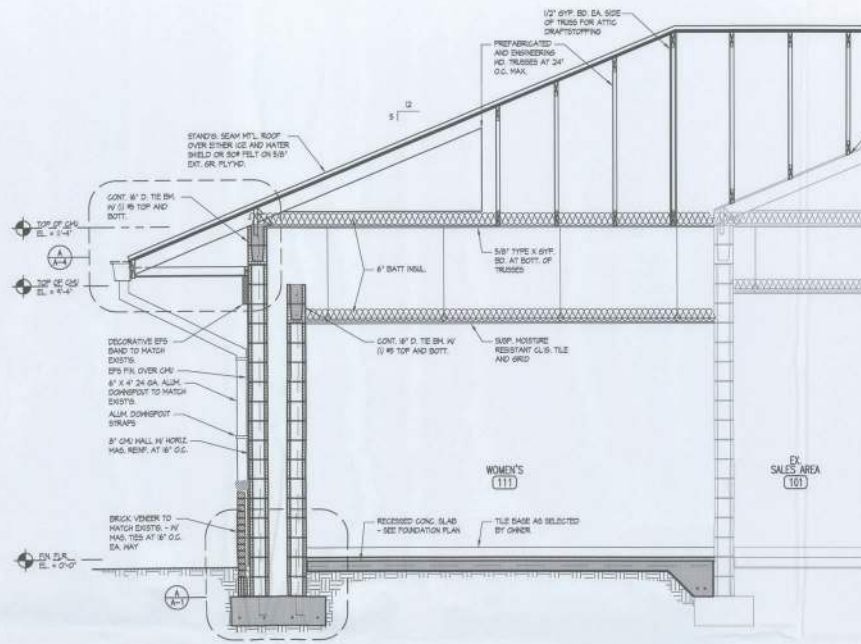 1/2" GYP. BD. EA. SIDE
OF TRUSS FOR ATTIC
DRAFTSTOPPING
PREFABRICATED
AND ENGINEERING
WD. TRUSSES AT 24"
O.C. MAX.
12
5
STAND'G. SEAM MT'L. ROOF
OVER EITHER ICE AND WATER
SHIELD OR 30# FELT ON 5/8"
EXT. GR. PLYWD.
CONT. 16" D. TIE BM.
W/ (1) #5 TOP AND
BOTT.
TOP OF CMU
EL. =
A
A-4
TOP OF CMU
EL. = 9'-4"
5/8" TYPE X GYP.
BD. AT BOTT. OF
TRUSSES
6" BATT INSUL.
DECORATIVE EIFS
BAND TO MATCH
EXIST'G.
EIFS FIN. OVER CMU
6" X 4" 24 GA. ALUM.
DOWNSPOUT TO MATCH
EXIST'G.
ALUM. DOWNSPOUT
STRAPS
8" CMU WALL W/ HORIZ.
MAS. REINF. AT 16" O.C.
CONT. 16" D. TIE BM. W/
(1) #5 TOP AND BOTT.
SUSP. MOISTURE
RESISTANT CL'G. TILE
AND GRID
WOMEN'S
111
EX.
SALES AREA
101
BRICK VENEER TO
MATCH EXIST'G. - W/
MAS. TIES AT 16" O.C.
EA. WAY
RECESSED CONC. SLAB
- SEE FOUNDATION PLAN
TILE BASE AS SELECTED
BY OWNER
FIN. FLR.
EL. = 0'-0"
A